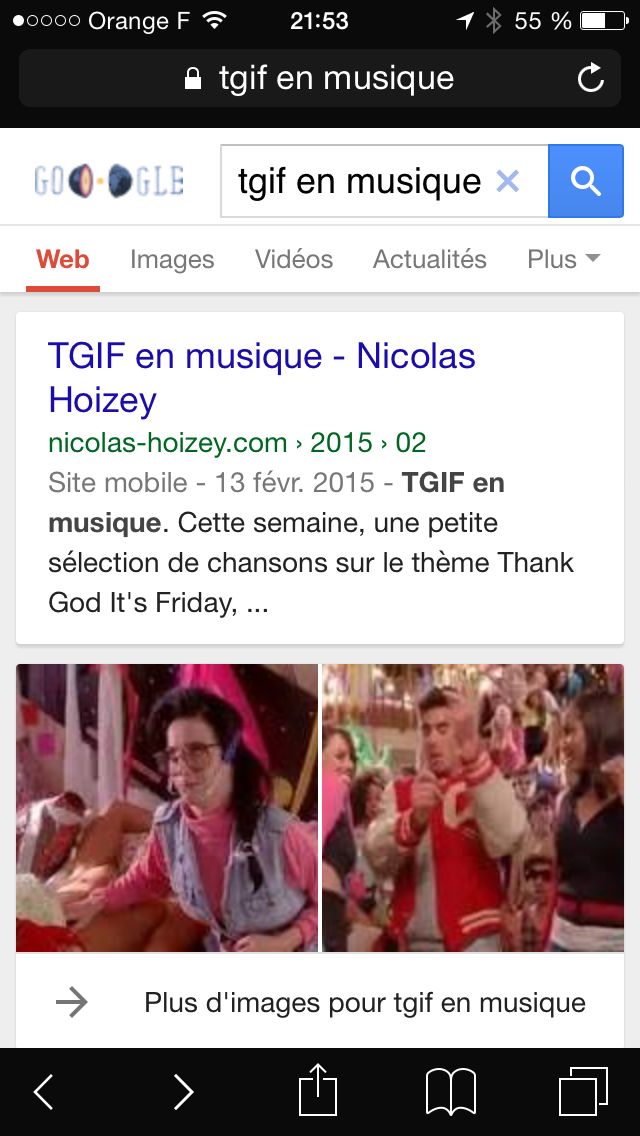 Orange F 21:53 55 %
tgif en musique
GOOGLE tgif en musique
Web Images Vidéos Actualités Plus
TGIF en musique - Nicolas
Hoizey
nicolas-hoizey.com › 2015 › 02
Site mobile - 13 févr. 2015 - TGIF en
musique. Cette semaine, une petite
sélection de chansons sur le thème Thank
God It's Friday, ...
C
Plus d'images pour tgif en musique